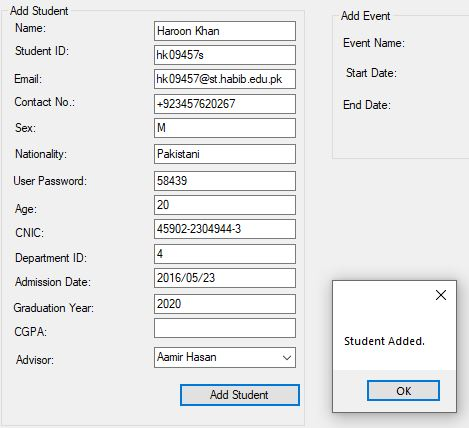 Add Student
Name: Haroon Khan
Student ID: hk09457s
Email: hk09457@st.habib.edu.pk
Contact No.: +923457620267
Sex: M
Nationality: Pakistani
User Password: 58439
Age: 20
CNIC: 45902-2304944-3
Department ID: 4
Admission Date: 2016/05/23
Graduation Year: 2020
CGPA:
Advisor: Aamir Hasan
Add Student
Add Event
Event Name:
Start Date:
End Date:
Student Added.
OK